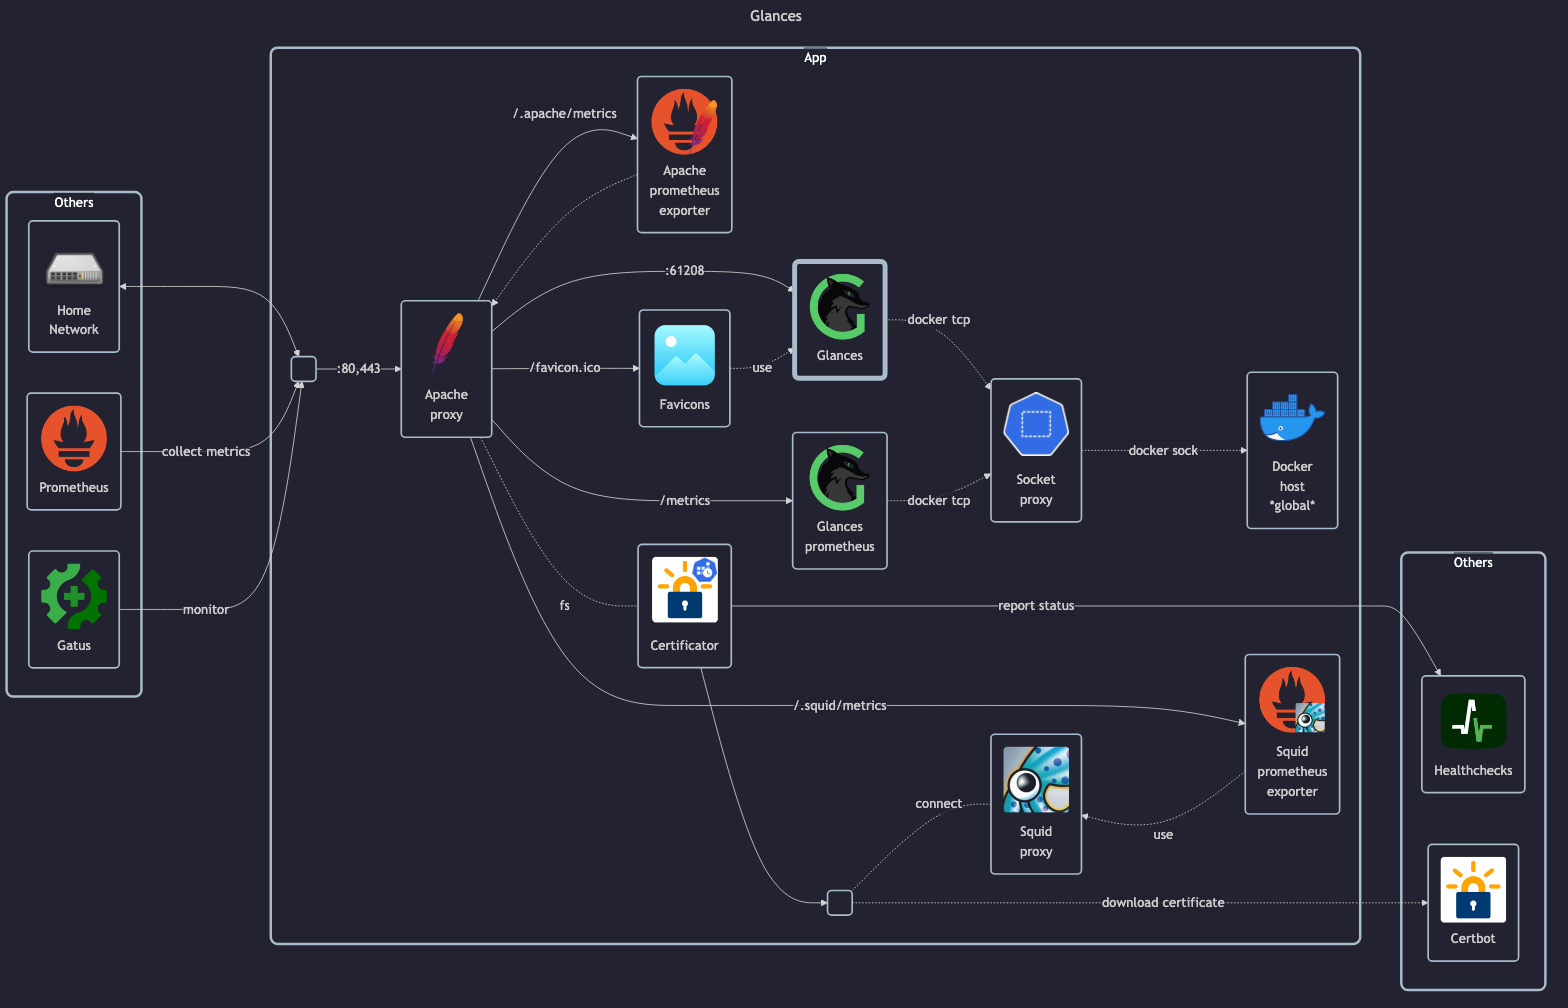 Glances
App
Others
Home
Network
Prometheus
Gatus
collect metrics
monitor
:80,443
Apache
proxy
/.apache/metrics
Apache
prometheus
exporter
:61208
/favicon.ico
Favicons
use
Glances
/metrics
Glances
prometheus
docker tcp
docker tcp
Socket
proxy
docker sock
Docker
host
*global*
fs
Certificator
report status
/.squid/metrics
Squid
prometheus
exporter
use
connect
Squid
proxy
download certificate
Others
Healthchecks
Certbot